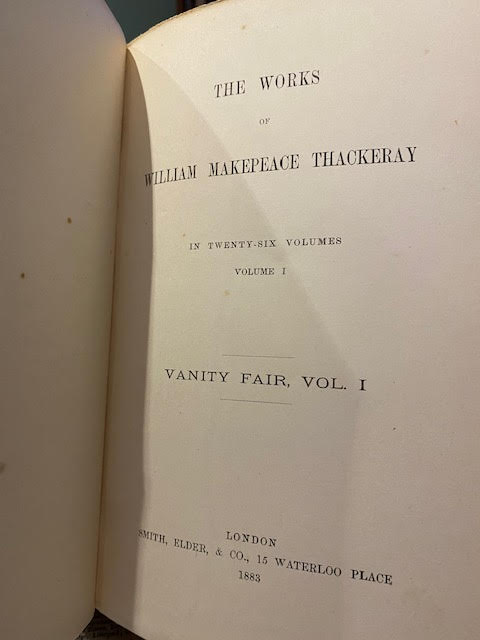 THE WORKS
OF
WILLIAM MAKEPEACE THACKERAY
IN TWENTY-SIX VOLUMES
VOLUME I
VANITY FAIR, VOL. I
LONDON
SMITH, ELDER, & CO., 15 WATERLOO PLACE
1883